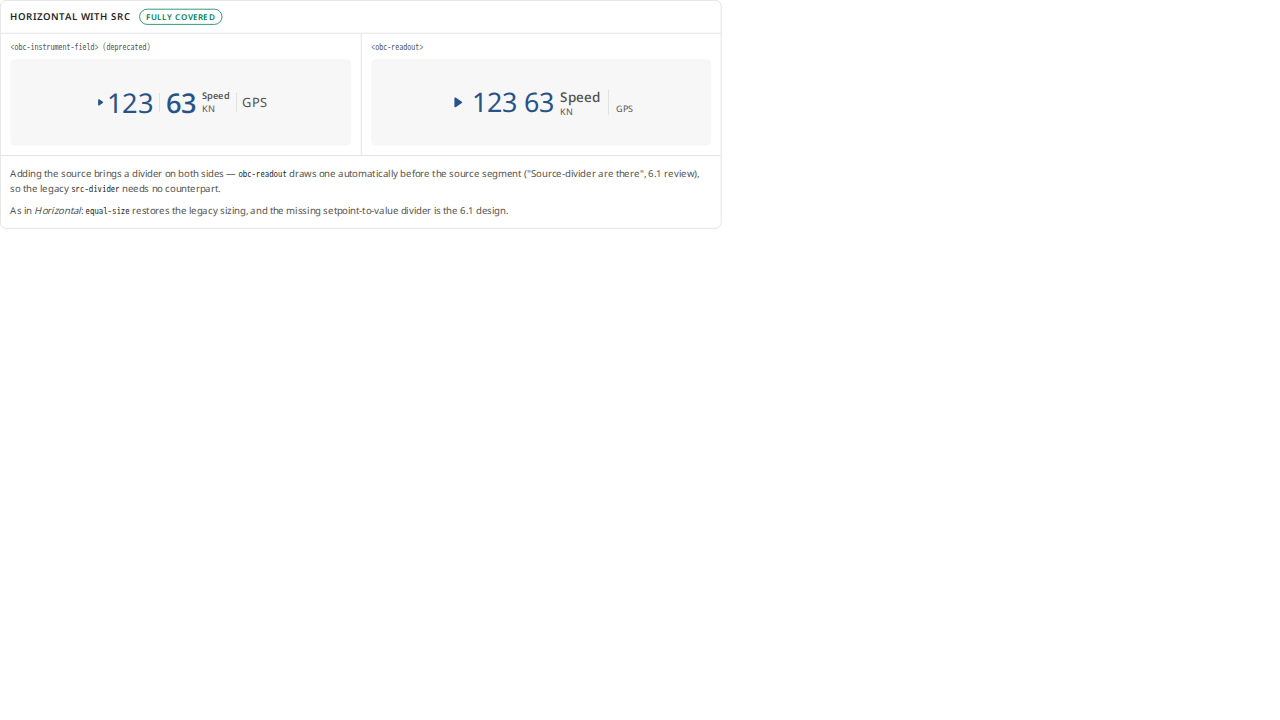 HORIZONTAL WITH SRC FULLY COVERED
<obc-instrument-field> (deprecated)
123 63 Speed KN GPS
<obc-readout>
123 63 Speed KN GPS
Adding the source brings a divider on both sides — obc-readout draws one automatically before the source segment ("Source-divider are there", 6.1 review),
so the legacy src-divider needs no counterpart.
As in Horizontal: equal-size restores the legacy sizing, and the missing setpoint-to-value divider is the 6.1 design.